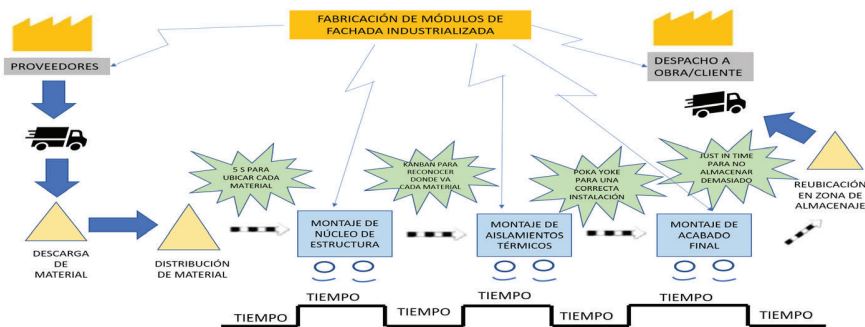 FABRICACIÓN DE MÓDULOS DE
FACHADA INDUSTRIALIZADA
PROVEEDORES
DESPACHO A
OBRA/CLIENTE
5 S PARA
UBICAR CADA
MATERIAL
KANBAN PARA
RECONOCER
DONDE VA
CADA MATERIAL
POKA YOKE
PARA UNA
CORRECTA
INSTALACIÓN
JUST IN TIME
PARA NO
ALMACENAR
DEMASIADO
REUBICACIÓN
EN ZONA DE
ALMACENAJE
DESCARGA
DE
MATERIAL
DISTRIBUCIÓN
DE MATERIAL
MONTAJE DE
NÚCLEO DE
ESTRUCTURA
MONTAJE DE
AISLAMIENTOS
TÉRMICOS
MONTAJE DE
ACABADO
FINAL
TIEMPO
TIEMPO
TIEMPO
TIEMPO
TIEMPO
TIEMPO
TIEMPO